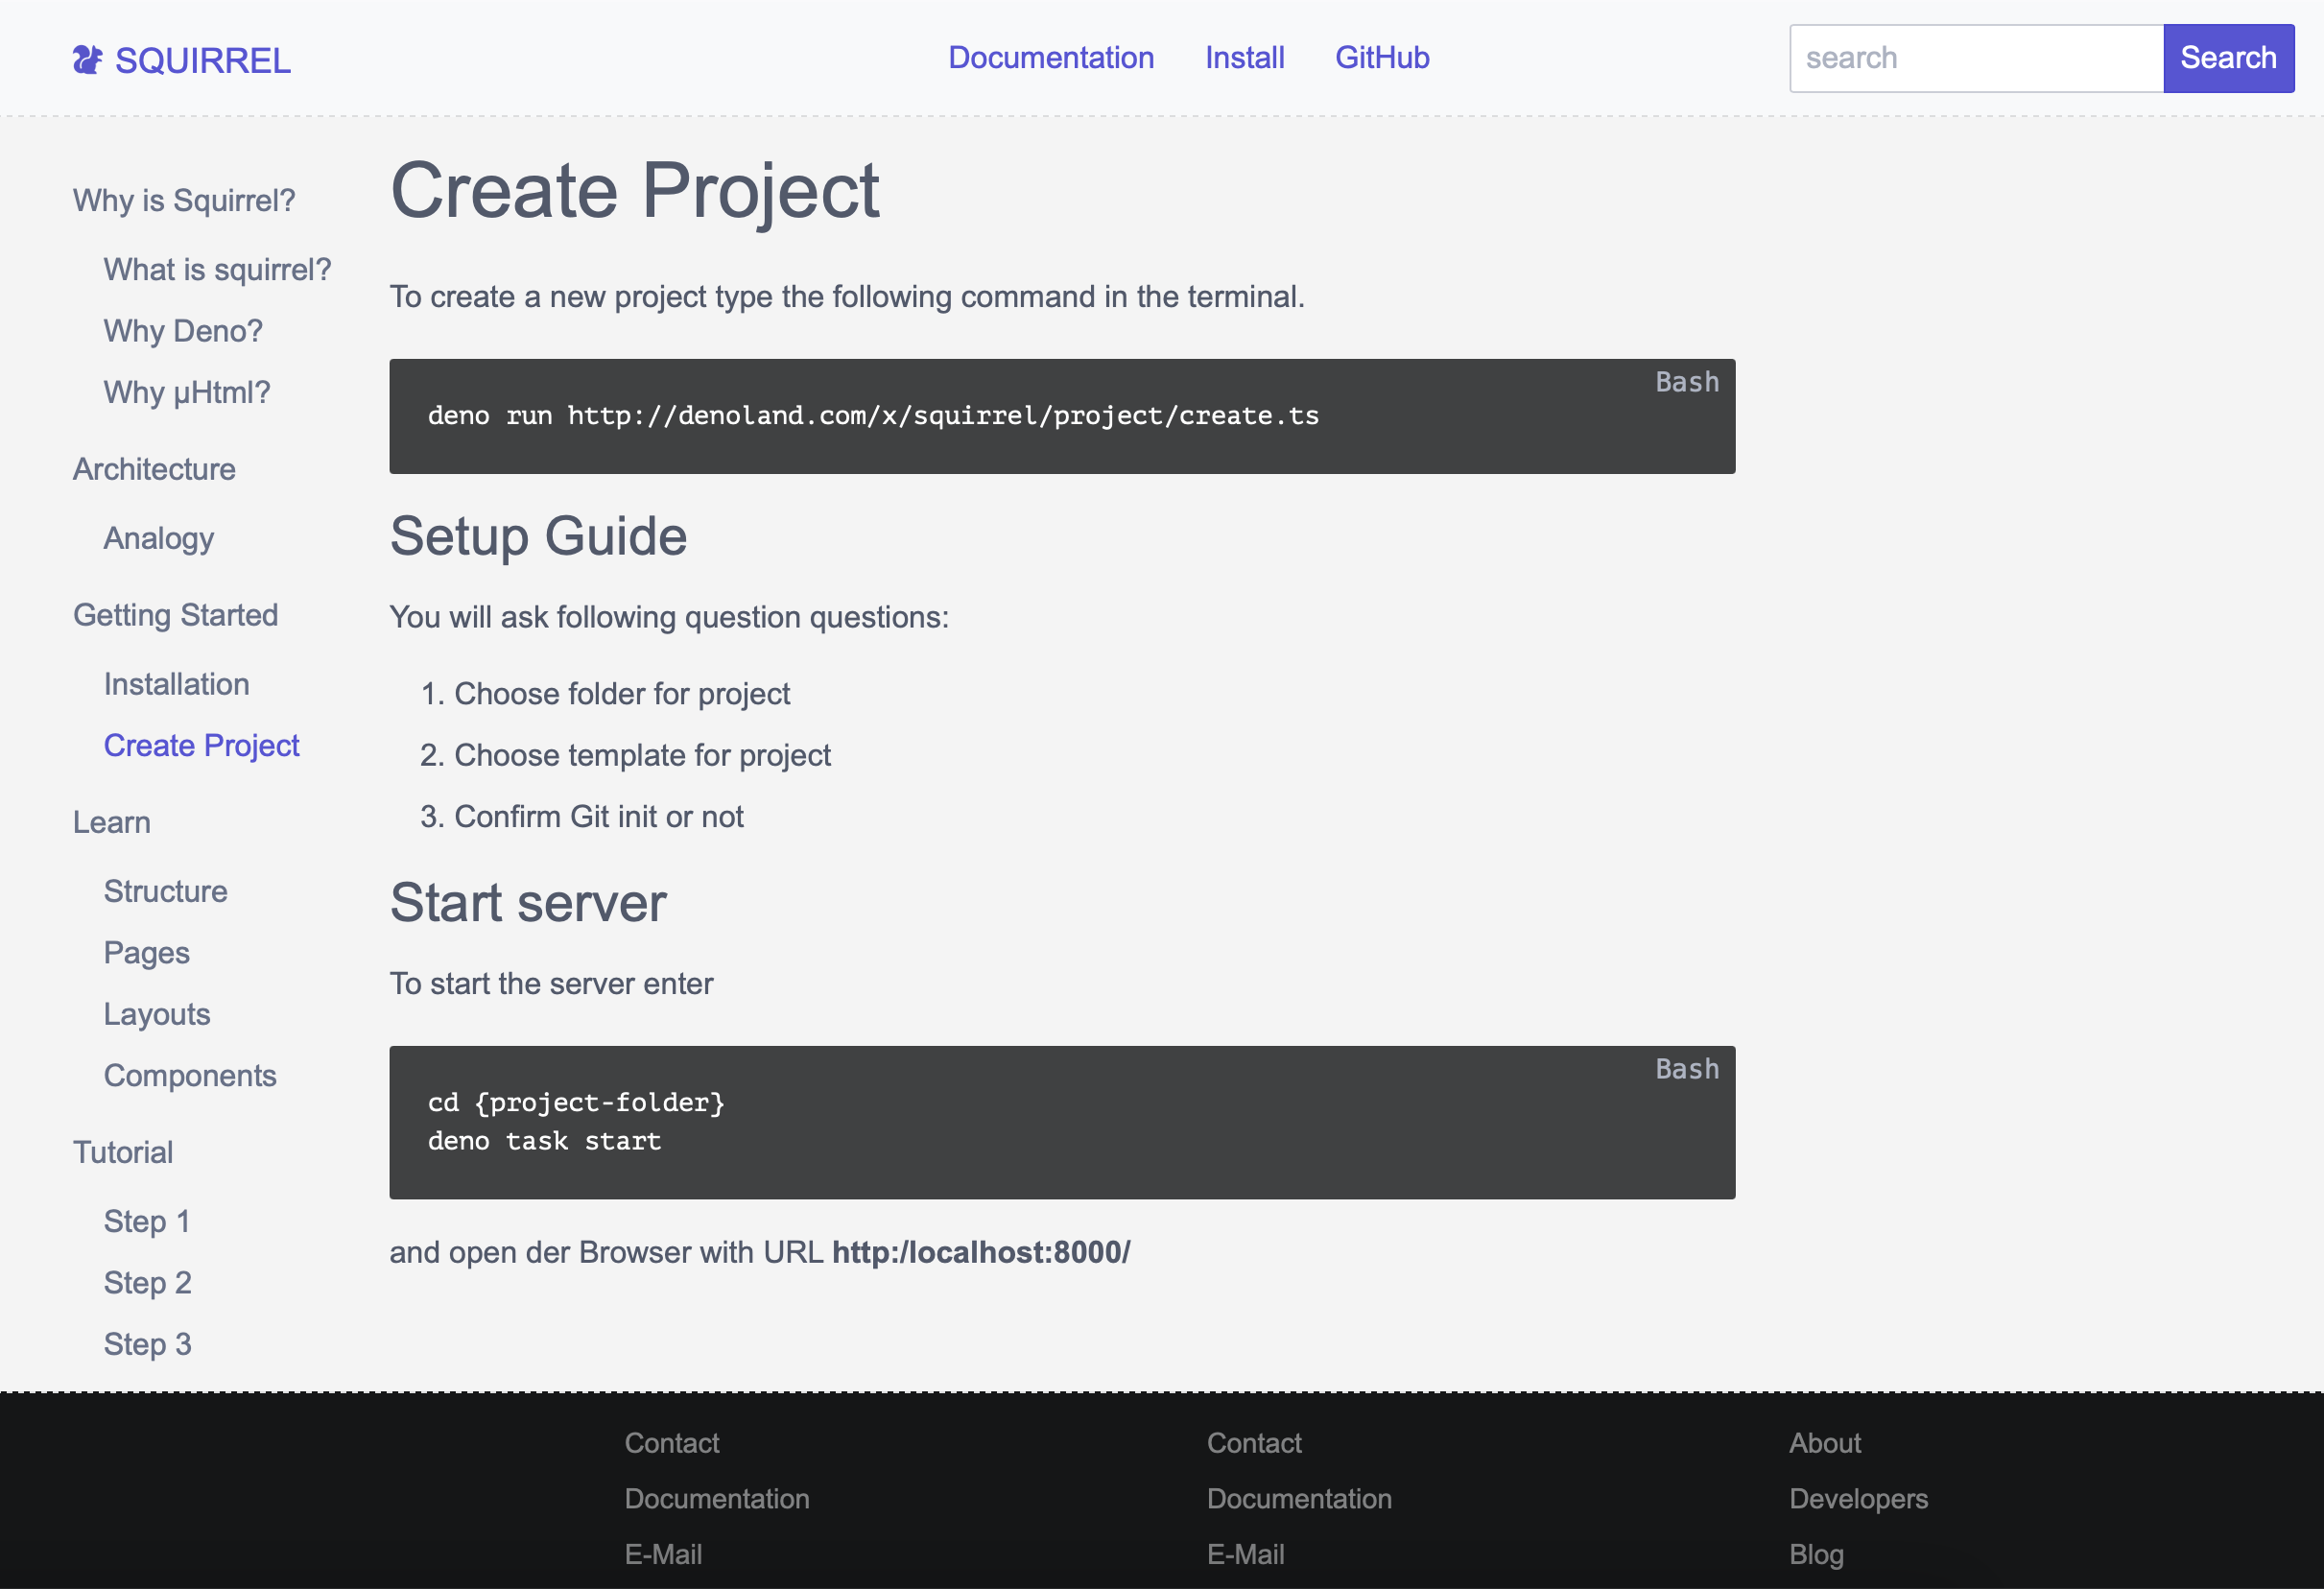 SQUIRREL
Documentation Install GitHub
search Search
Why is Squirrel?
What is squirrel?
Why Deno?
Why µHtml?
Architecture
Analogy
Getting Started
Installation
Create Project
Learn
Structure
Pages
Layouts
Components
Tutorial
Step 1
Step 2
Step 3
Create Project
To create a new project type the following command in the terminal.
Bash
deno run http://denoland.com/x/squirrel/project/create.ts
Setup Guide
You will ask following question questions:
1. Choose folder for project
2. Choose template for project
3. Confirm Git init or not
Start server
To start the server enter
Bash
cd {project-folder}
deno task start
and open der Browser with URL http:/localhost:8000/
Contact
Documentation
E-Mail
Contact
Documentation
E-Mail
About
Developers
Blog